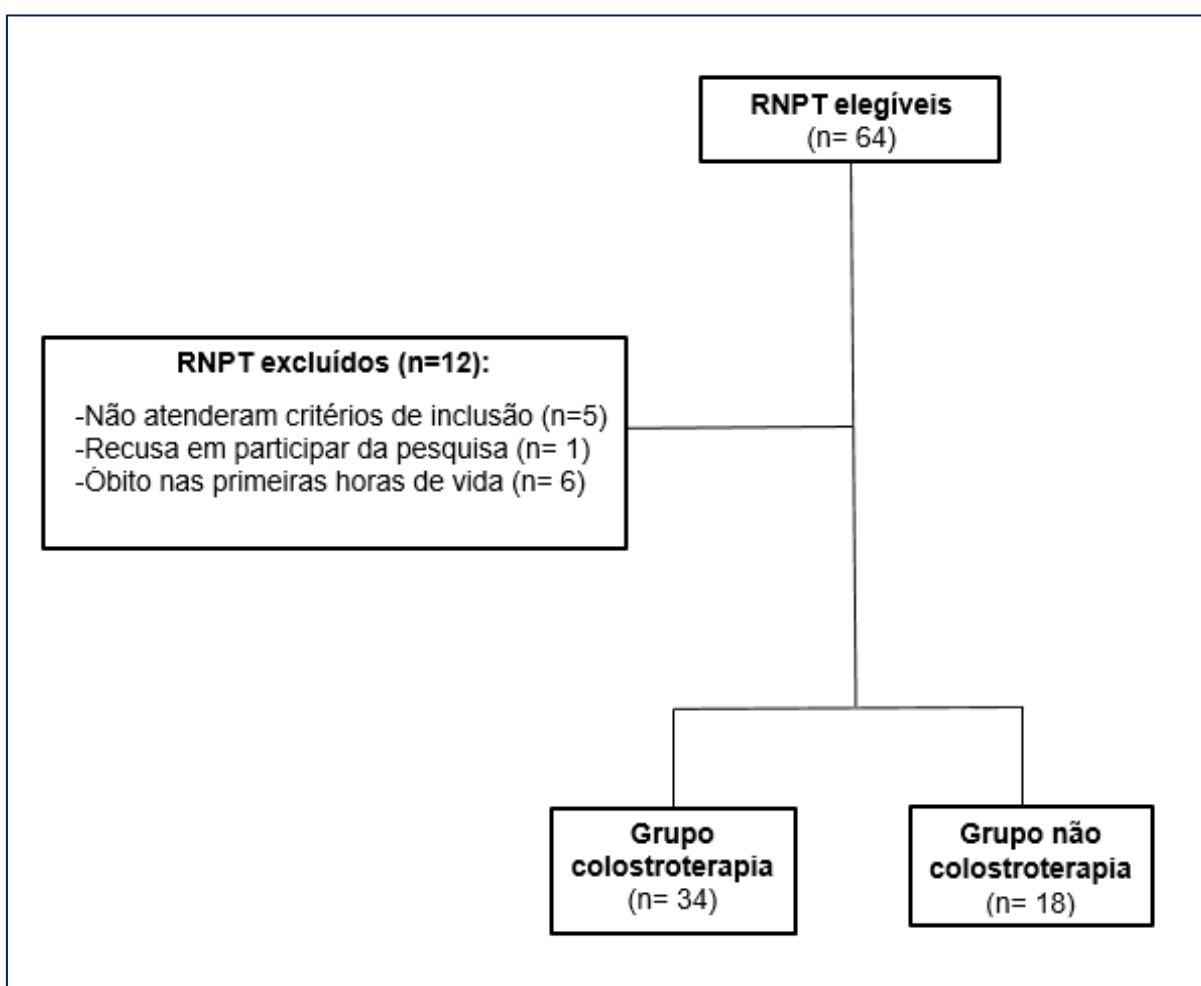 RNPT elegíveis
(n= 64)
RNPT excluídos (n=12):
-Não atenderam critérios de inclusão (n=5)
-Recusa em participar da pesquisa (n= 1)
-Óbito nas primeiras horas de vida (n= 6)
Grupo
colostroterapia
(n= 34)
Grupo não
colostroterapia
(n= 18)